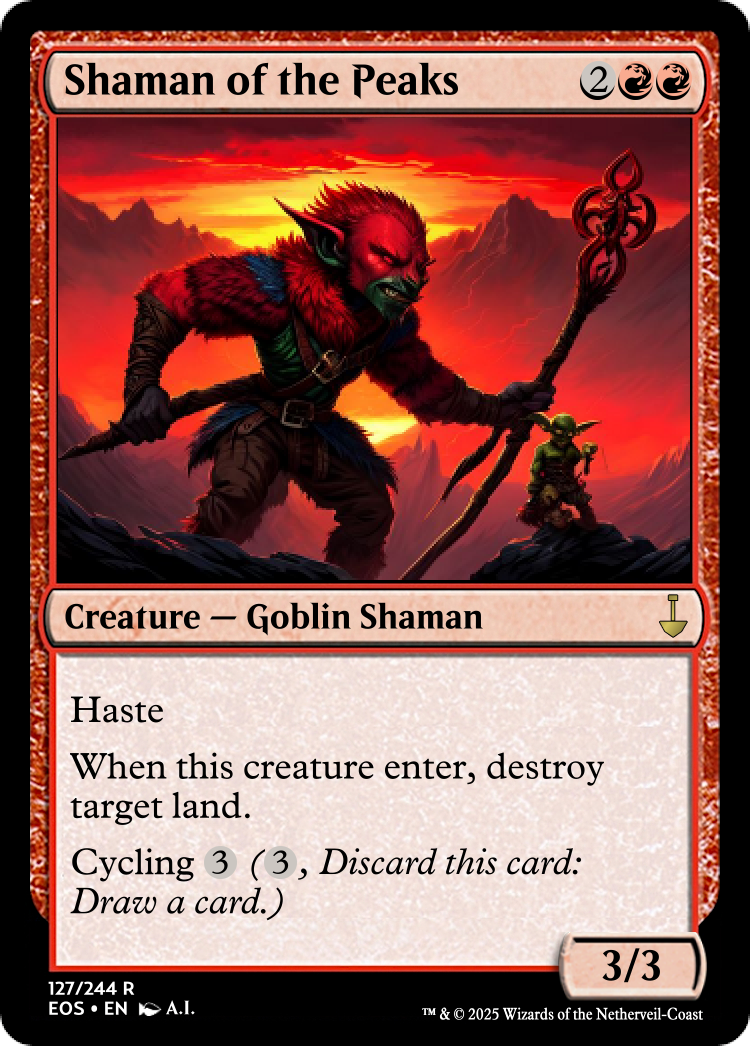 Shaman of the Peaks 2
Creature — Goblin Shaman
Haste
When this creature enter, destroy
target land.
Cycling 3 (3, Discard this card:
Draw a card.)
3/3
127/244 R
EOS • EN A.I.
™ & © 2025 Wizards of the Netherveil-Coast